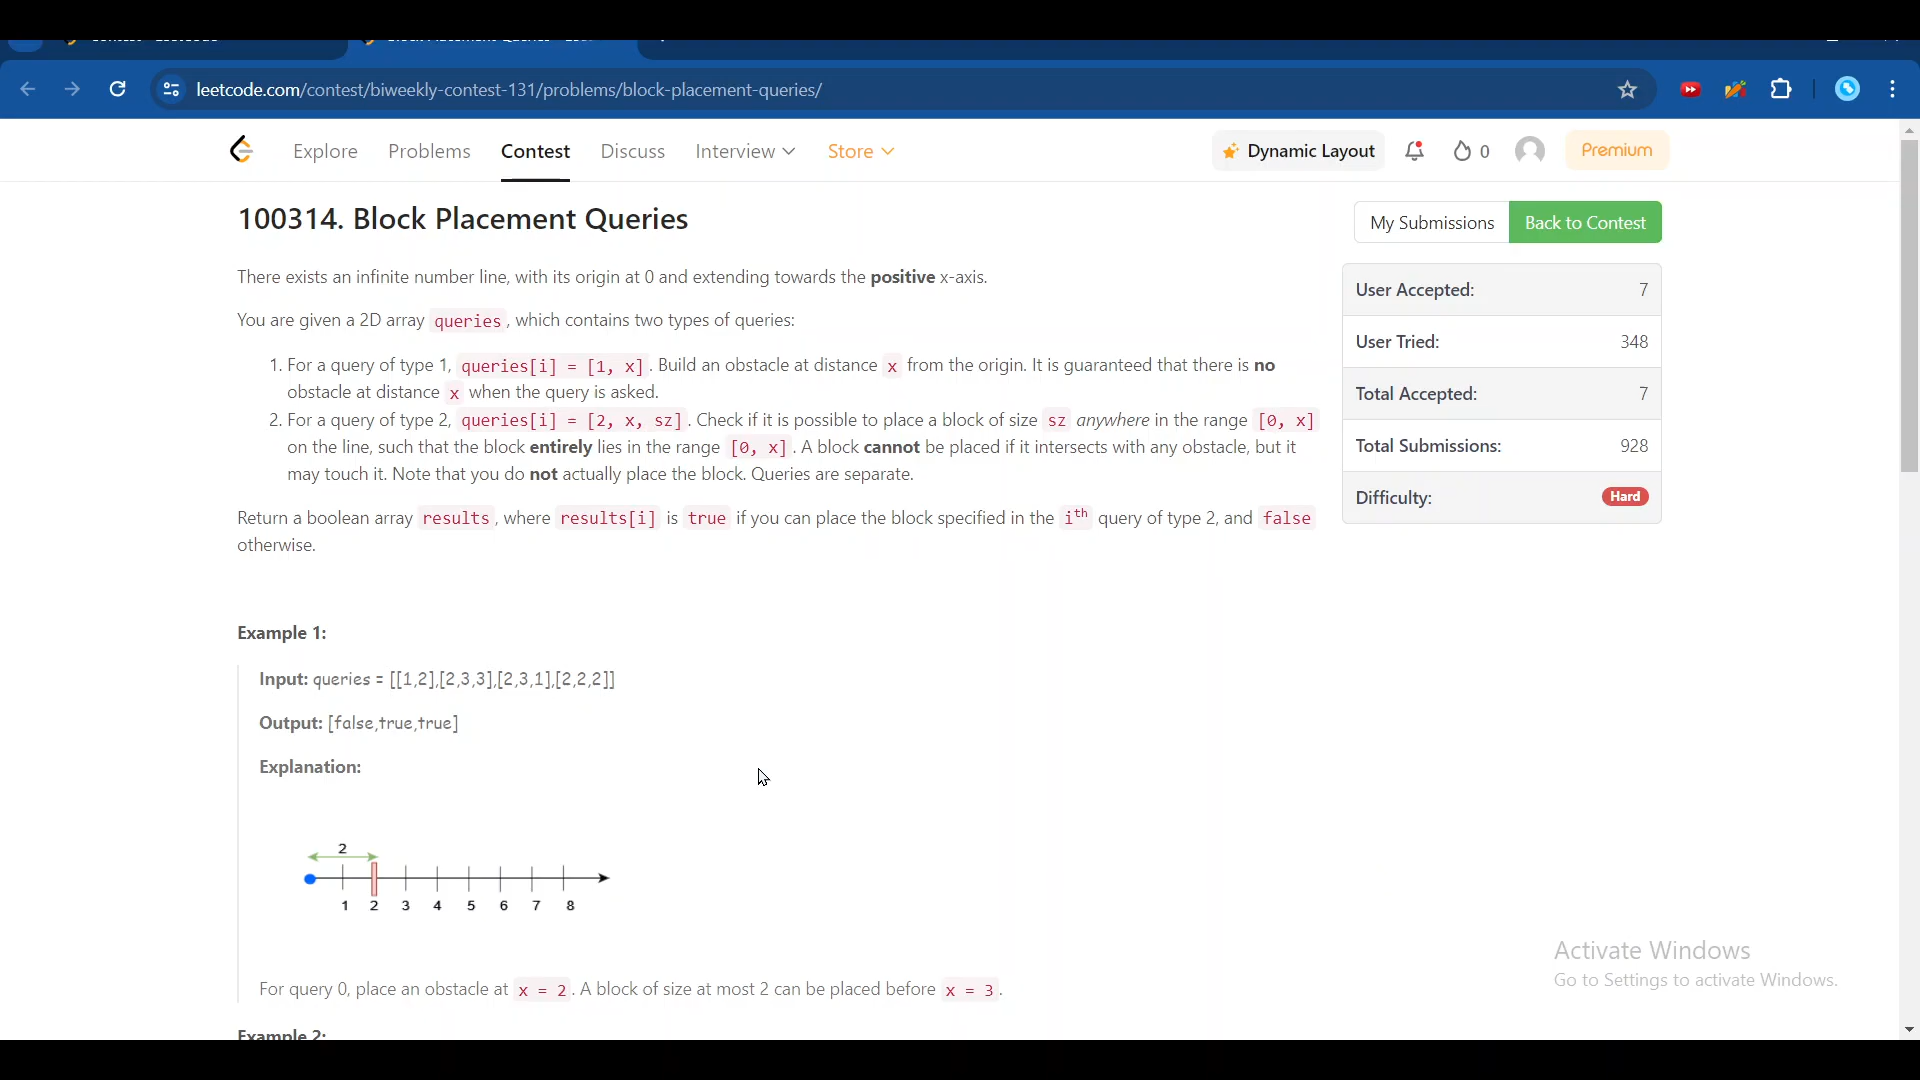 leetcode.com/contest/biweekly-contest-131/problems/block-placement-queries/
Explore Problems Contest Discuss Interview Store Dynamic Layout 0 Premium
100314. Block Placement Queries
My Submissions Back to Contest
There exists an infinite number line, with its origin at 0 and extending towards the positive x-axis.
User Accepted: 7
You are given a 2D array queries, which contains two types of queries:
User Tried: 348
1. For a query of type 1, queries[i] = [1, x]. Build an obstacle at distance x from the origin. It is guaranteed that there is no
obstacle at distance x when the query is asked.
Total Accepted: 7
2. For a query of type 2, queries[i] = [2, x, sz]. Check if it is possible to place a block of size sz anywhere in the range [0, x]
on the line, such that the block entirely lies in the range [0, x]. A block cannot be placed if it intersects with any obstacle, but it
Total Submissions: 928
may touch it. Note that you do not actually place the block. Queries are separate.
Difficulty: Hard
Return a boolean array results, where results[i] is true if you can place the block specified in the ith query of type 2, and false
otherwise.
Example 1:
Input: queries = [[1,2],[2,3,3],[2,3,1],[2,2,2]]
Output: [false,true,true]
Explanation:
2
1 2 3 4 5 6 7 8
Activate Windows
Go to Settings to activate Windows.
For query 0, place an obstacle at x = 2. A block of size at most 2 can be placed before x = 3.
Example 2: